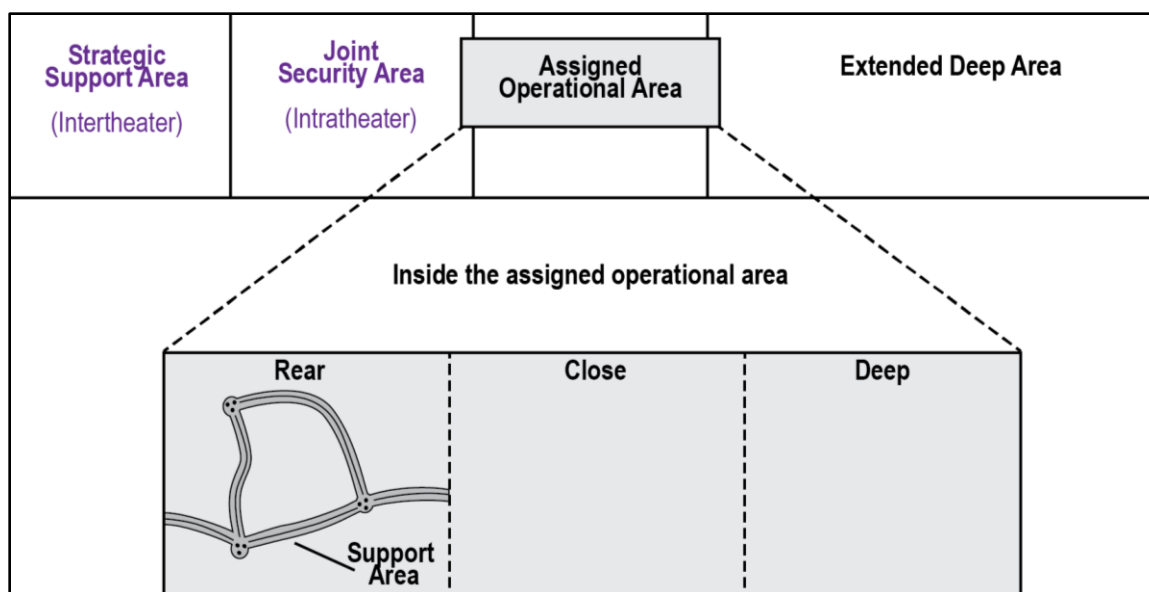 Strategic
Support Area
(Intertheater)
Joint
Security Area
(Intratheater)
Assigned
Operational Area
Extended Deep Area
Inside the assigned operational area
Rear
Close
Deep
Support
Area